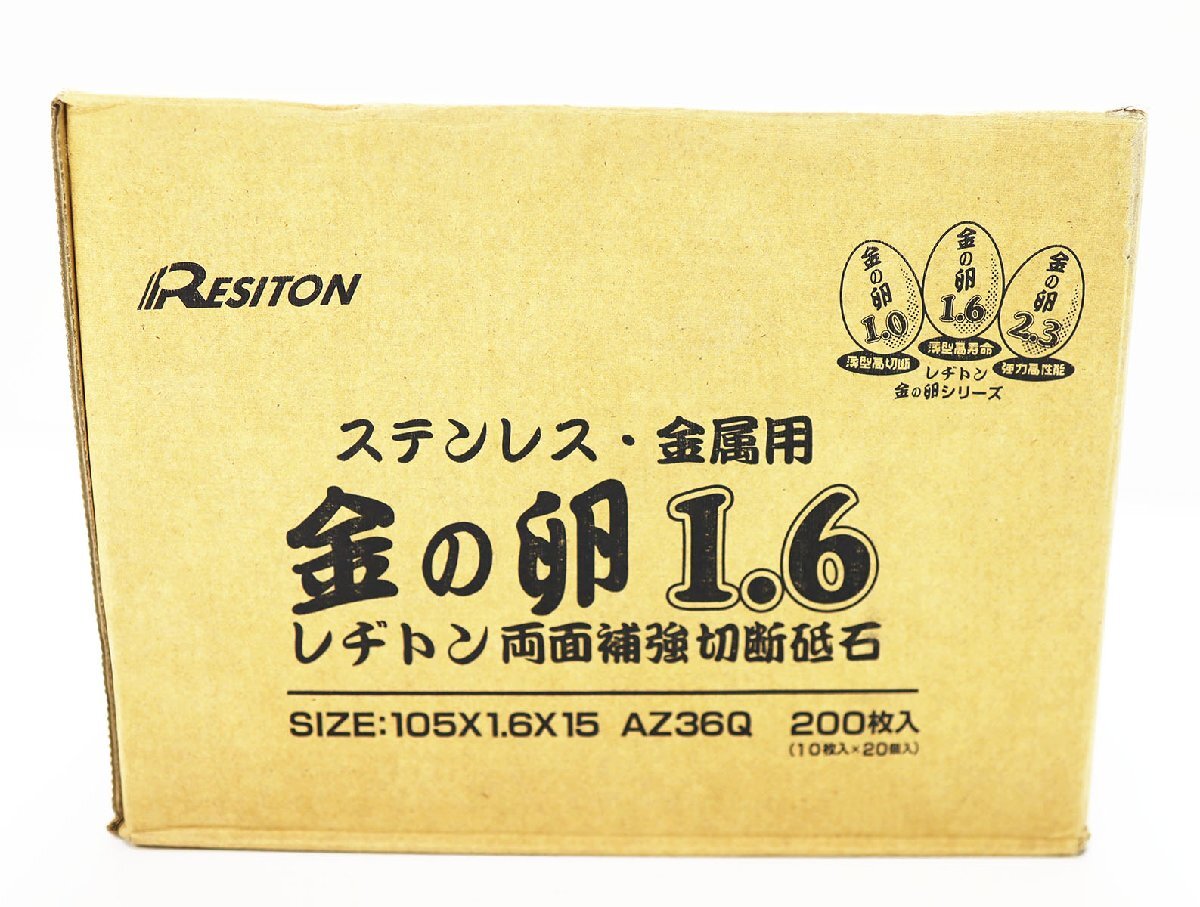 RESITON
金の卵 1.0
薄型高切断
金の卵 1.6
薄型高寿命
金の卵 2.3
強力高性能
レヂトン
金の卵シリーズ
ステンレス・金属用
金の卵 1.6
レヂトン両面補強切断砥石
SIZE:105X1.6X15 AZ36Q 200枚入
(10枚入×20個入)